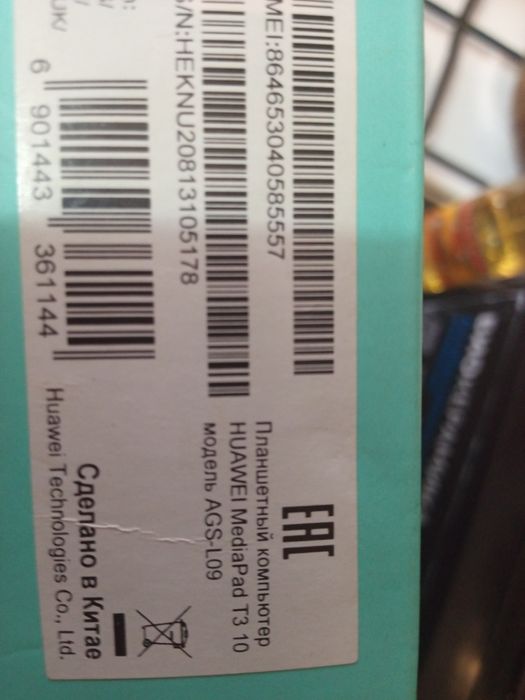 IMEI:864653040585557
S/N:HEKNU20813105178
6 901443 361144
EAC
Планшетный компьютер
HUAWEI MediaPad T3 10
модель AGS-L09
Сделано в Китае
Huawei Technologies Co., Ltd.